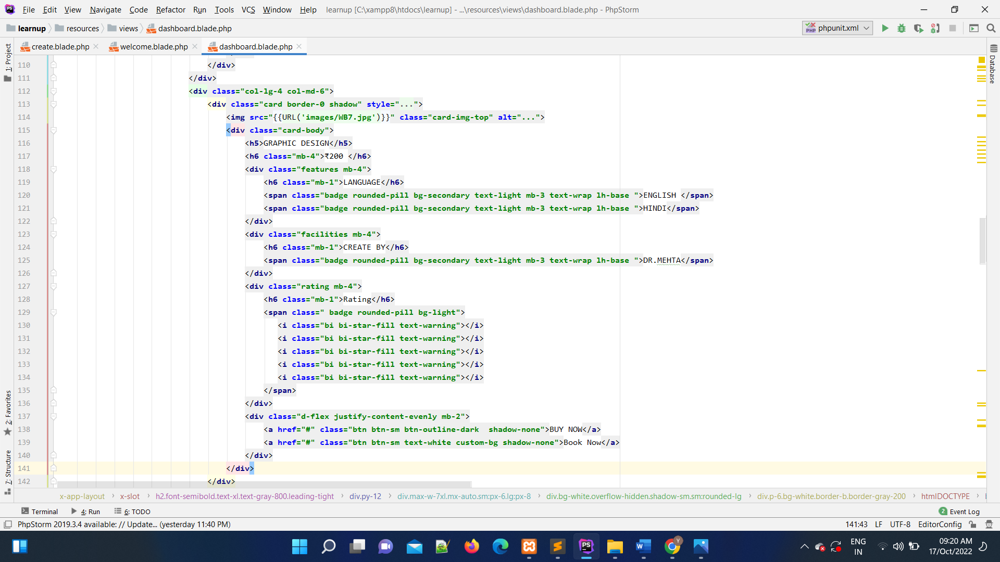 File Edit View Navigate Code Refactor Run Tools VCS Window Help learnup [C:\xampp8\htdocs\learnup] - ...\resources\views\dashboard.blade.php - PhpStorm
learnup resources views dashboard.blade.php phpunit.xml
create.blade.php welcome.blade.php dashboard.blade.php
1: Project
Database
2: Favorites
7: Structure
110 </div>
111 </div>
112 <div class="col-lg-4 col-md-6">
113 <div class="card border-0 shadow" style="...">
114 <img src="{{URL('images/WB7.jpg')}}" class="card-img-top" alt="...">
115 <div class="card-body">
116 <h5>GRAPHIC DESIGN</h5>
117 <h6 class="mb-4">₹200 </h6>
118 <div class="features mb-4">
119 <h6 class="mb-1">LANGUAGE</h6>
120 <span class="badge rounded-pill bg-secondary text-light mb-3 text-wrap lh-base ">ENGLISH </span>
121 <span class="badge rounded-pill bg-secondary text-light mb-3 text-wrap lh-base ">HINDI</span>
122 </div>
123 <div class="facilities mb-4">
124 <h6 class="mb-1">CREATE BY</h6>
125 <span class="badge rounded-pill bg-secondary text-light mb-3 text-wrap lh-base ">DR.MEHTA</span>
126 </div>
127 <div class="rating mb-4">
128 <h6 class="mb-1">Rating</h6>
129 <span class=" badge rounded-pill bg-light">
130 <i class="bi bi-star-fill text-warning"></i>
131 <i class="bi bi-star-fill text-warning"></i>
132 <i class="bi bi-star-fill text-warning"></i>
133 <i class="bi bi-star-fill text-warning"></i>
134 <i class="bi bi-star-fill text-warning"></i>
135 </span>
136 </div>
137 <div class="d-flex justify-content-evenly mb-2">
138 <a href="#" class="btn btn-sm btn-outline-dark  shadow-none">BUY NOW</a>
139 <a href="#" class="btn btn-sm text-white custom-bg shadow-none">Book Now</a>
140 </div>
141 </div>
142 </div>
x-app-layout › x-slot › h2.font-semibold.text-xl.text-gray-800.leading-tight › div.py-12 › div.max-w-7xl.mx-auto.sm:px-6.lg:px-8 › div.bg-white.overflow-hidden.shadow-sm.sm:rounded-lg › div.p-6.bg-white.border-b.border-gray-200 › htmlDOCTYPE ›
Terminal 4: Run 6: TODO 2 Event Log
PhpStorm 2019.3.4 available: // Update... (yesterday 11:40 PM) 141:43 LF UTF-8 EditorConfig
ENG 09:20 AM
IN 17/Oct/2022